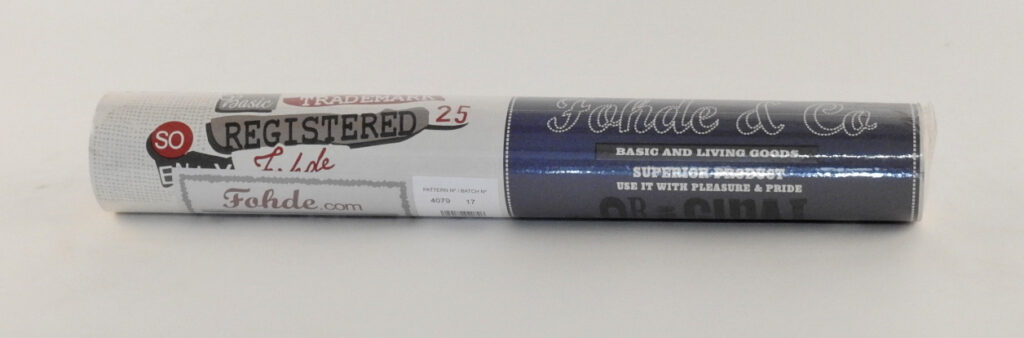 Basic
TRADEMARK
25
SO
REGISTERED
Fohde
Fohde.com
PATTERN Nº / BATCH Nº
4079 17
Fohde & Co
BASIC AND LIVING GOODS
SUPERIOR PRODUCT
USE IT WITH PLEASURE & PRIDE